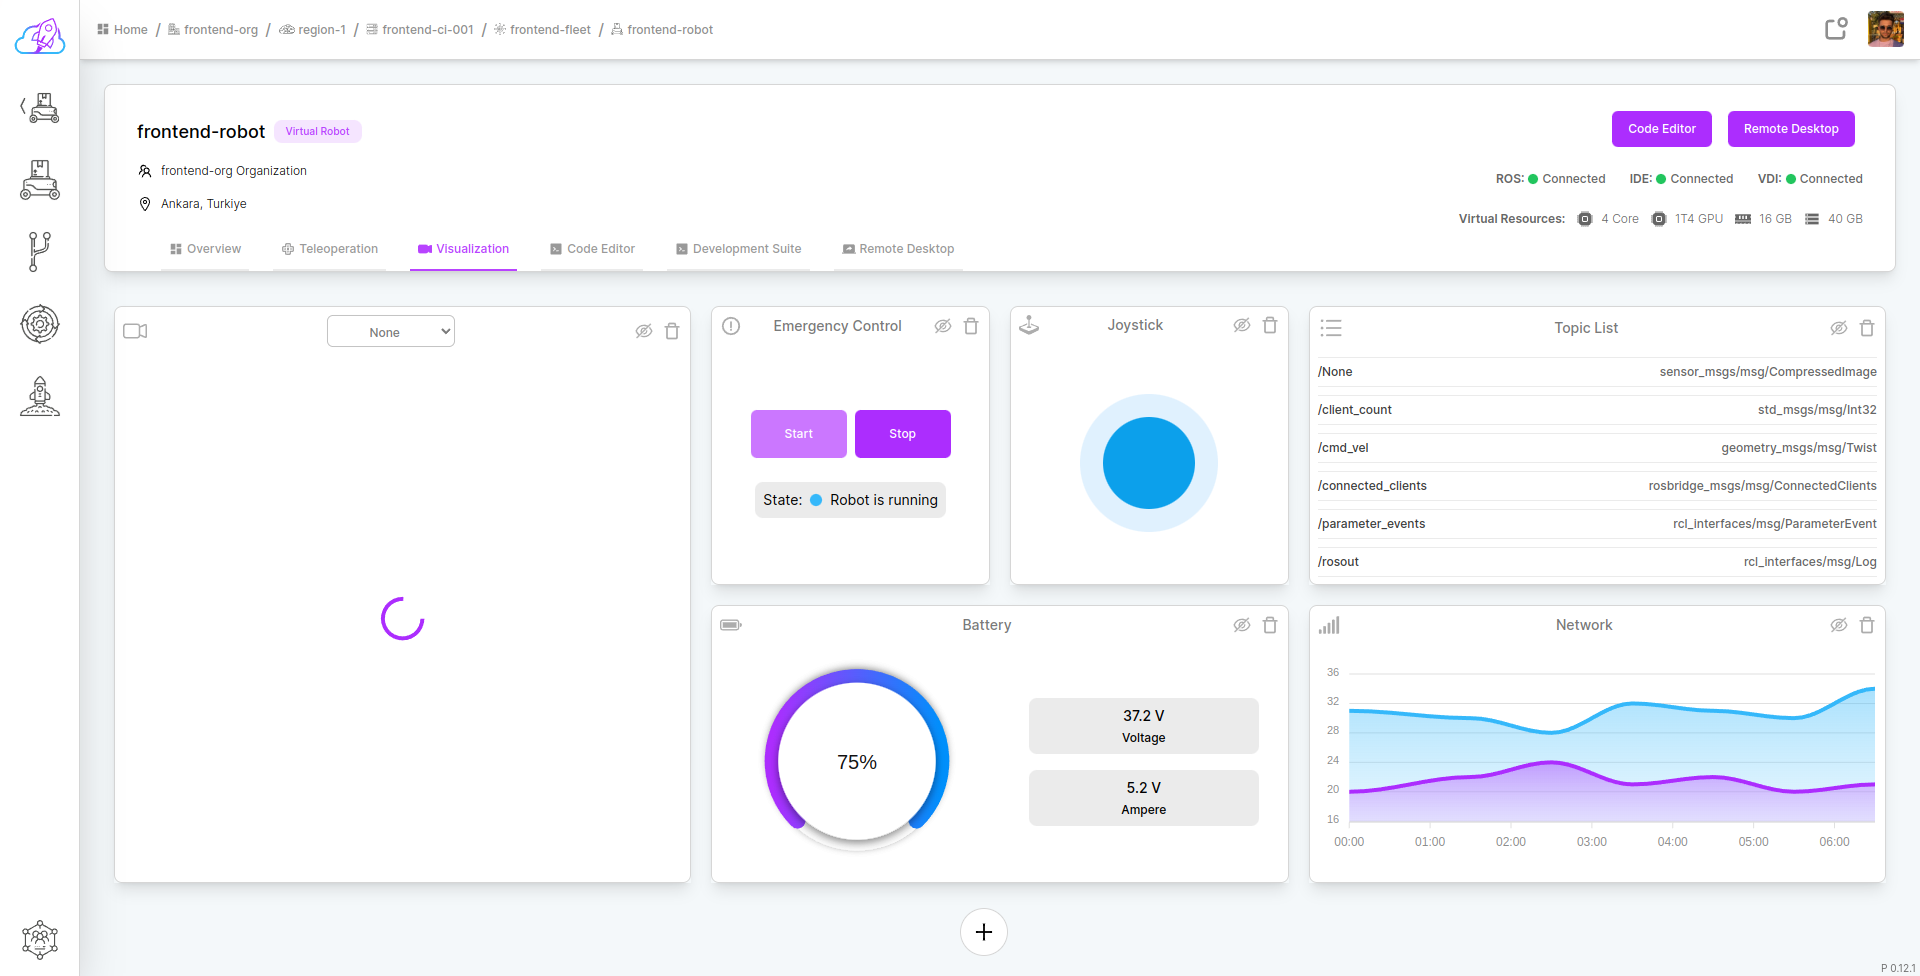 Home / frontend-org / region-1 / frontend-ci-001 / frontend-fleet / frontend-robot
frontend-robot Virtual Robot
Code Editor Remote Desktop
frontend-org Organization
ROS: Connected IDE: Connected VDI: Connected
Ankara, Turkiye
Virtual Resources: 4 Core 1T4 GPU 16 GB 40 GB
Overview Teleoperation Visualization Code Editor Development Suite Remote Desktop
None
Emergency Control
Start Stop
State: Robot is running
Joystick
Topic List
/None sensor_msgs/msg/CompressedImage
/client_count std_msgs/msg/Int32
/cmd_vel geometry_msgs/msg/Twist
/connected_clients rosbridge_msgs/msg/ConnectedClients
/parameter_events rcl_interfaces/msg/ParameterEvent
/rosout rcl_interfaces/msg/Log
Battery
75%
37.2 V
Voltage
5.2 V
Ampere
Network
36
32
28
24
20
16
00:00 01:00 02:00 03:00 04:00 05:00 06:00
+
P 0.12.1